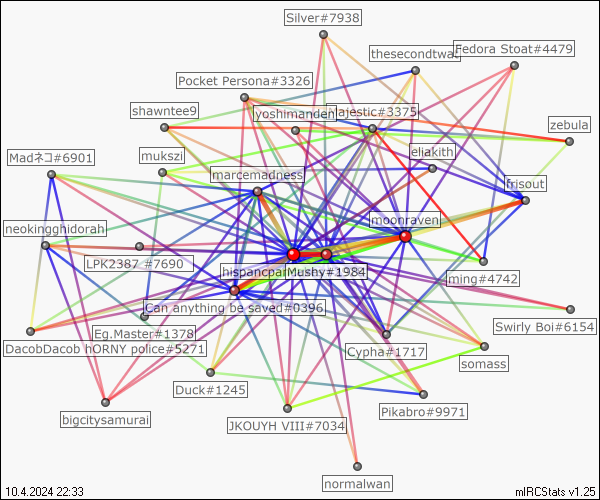 Silver#7938
thesecondtwat
Fedora Stoat#4479
Pocket Persona#3326
shawntee9
yoshimanden
Majestic#3375
zebula
Madネコ#6901
mukszi
eliakith
marcemadness
frisout
neokingghidorah
moonraven
LPK2387 #7690
hispancpar
Mushy#1984
ming#4742
Can anything be saved#0396
Eg.Master#1378
Swirly Boi#6154
DacobDacob hORNY police#5271
Cypha#1717
somass
Duck#1245
Pikabro#9971
bigcitysamurai
JKOUYH VIII#7034
normalwan
10.4.2024 22:33
mIRCStats v1.25